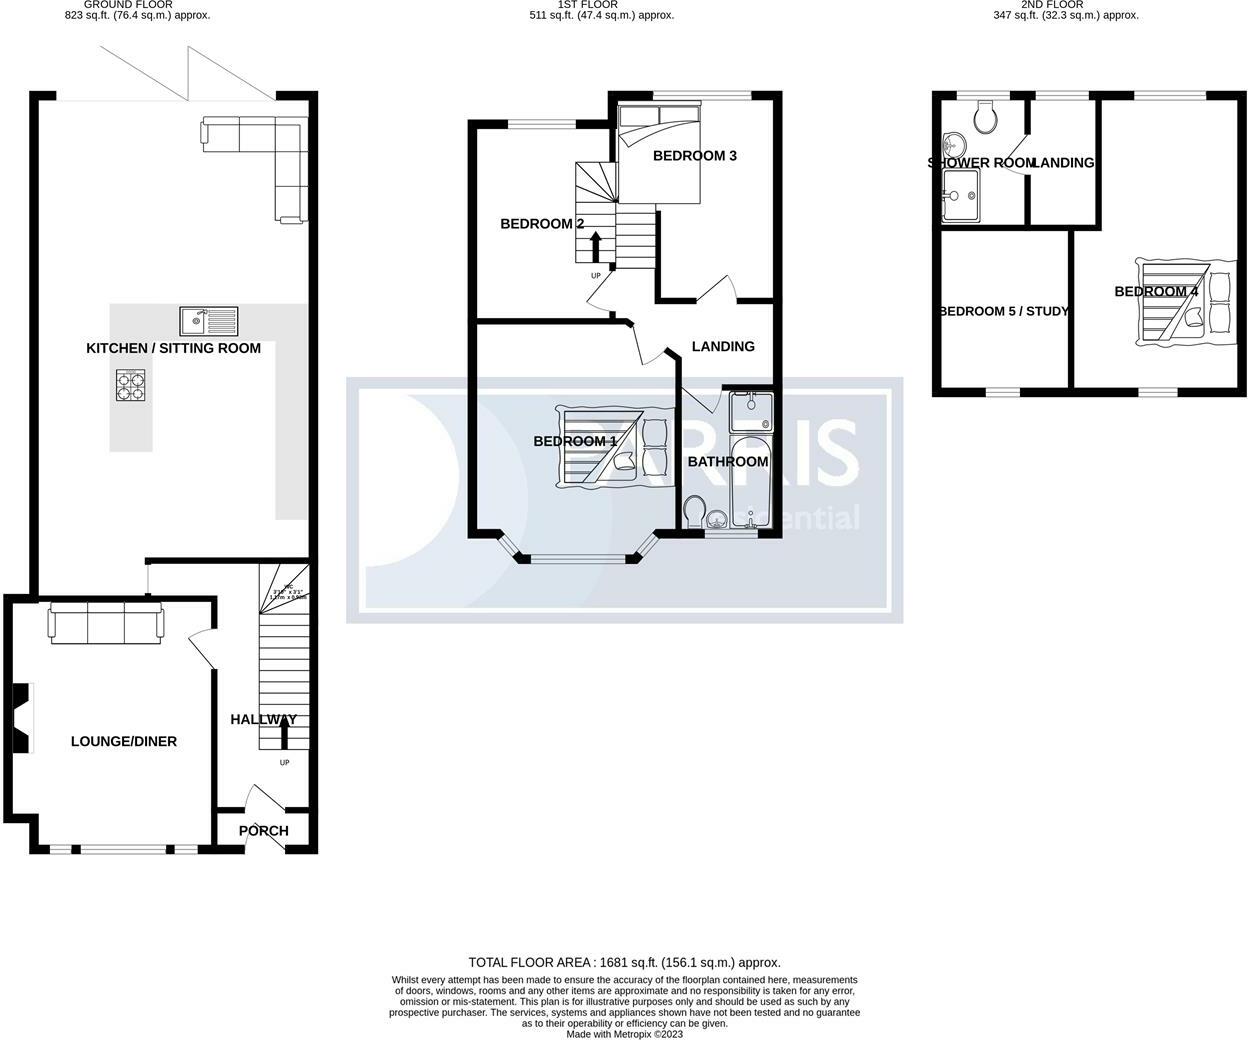 GROUND FLOOR
823 sq.ft. (76.4 sq.m.) approx.
1ST FLOOR
511 sq.ft. (47.4 sq.m.) approx.
2ND FLOOR
347 sq.ft. (32.3 sq.m.) approx.
KITCHEN / SITTING ROOM
WC
3'10" x 3'1"
HALLWAY
LOUNGE/DINER
UP
PORCH
BEDROOM 3
BEDROOM 2
UP
LANDING
BEDROOM 1
BATHROOM
PARRIS
residential
SHOWER ROOM
LANDING
BEDROOM 4
BEDROOM 5 / STUDY
TOTAL FLOOR AREA : 1681 sq.ft. (156.1 sq.m.) approx.
Whilst every attempt has been made to ensure the accuracy of the floorplan contained here, measurements
of doors, windows, rooms and any other items are approximate and no responsibility is taken for any error,
omission or mis-statement. This plan is for illustrative purposes only and should be used as such by any
prospective purchaser. The services, systems and appliances shown have not been tested and no guarantee
as to their operability or efficiency can be given.
Made with Metropix ©2023